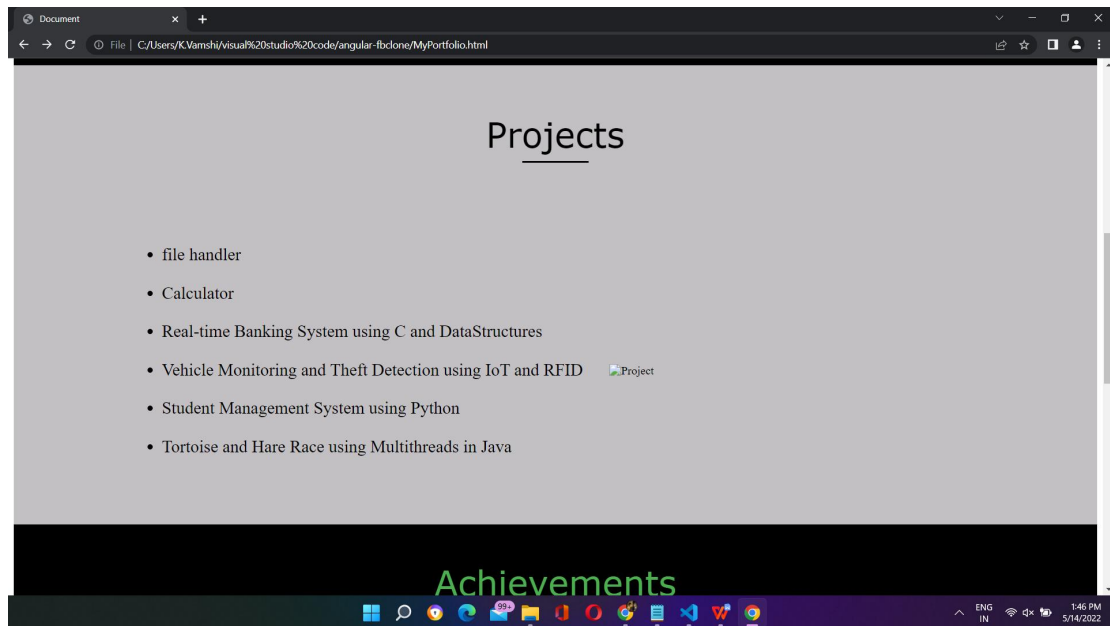 Document
File | C:/Users/K.Vamshi/visual%20studio%20code/angular-fbclone/MyPortfolio.html
Projects
• file handler
• Calculator
• Real-time Banking System using C and DataStructures
• Vehicle Monitoring and Theft Detection using IoT and RFID
Project
• Student Management System using Python
• Tortoise and Hare Race using Multithreads in Java
Achievements
99+
ENG
IN
1:46 PM
5/14/2022